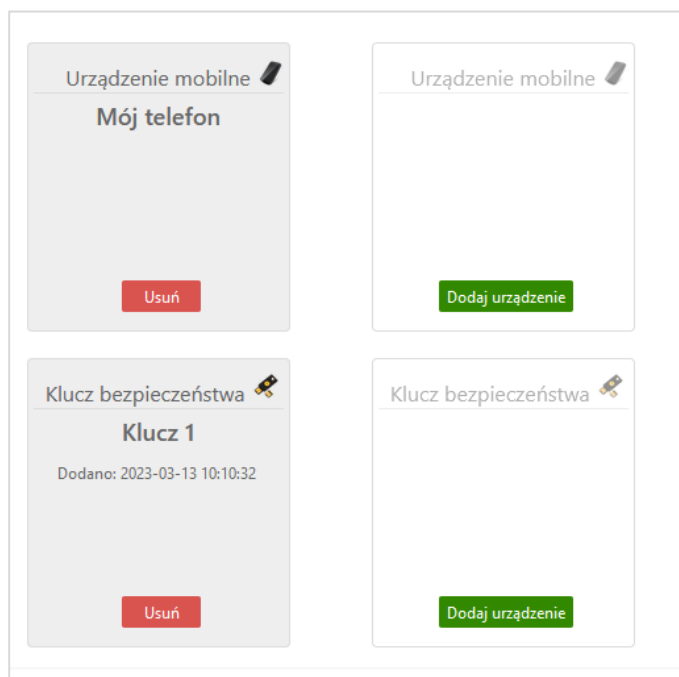 Urządzenie mobilne
Mój telefon
Usuń
Urządzenie mobilne
Dodaj urządzenie
Klucz bezpieczeństwa
Klucz 1
Dodano: 2023-03-13 10:10:32
Usuń
Klucz bezpieczeństwa
Dodaj urządzenie